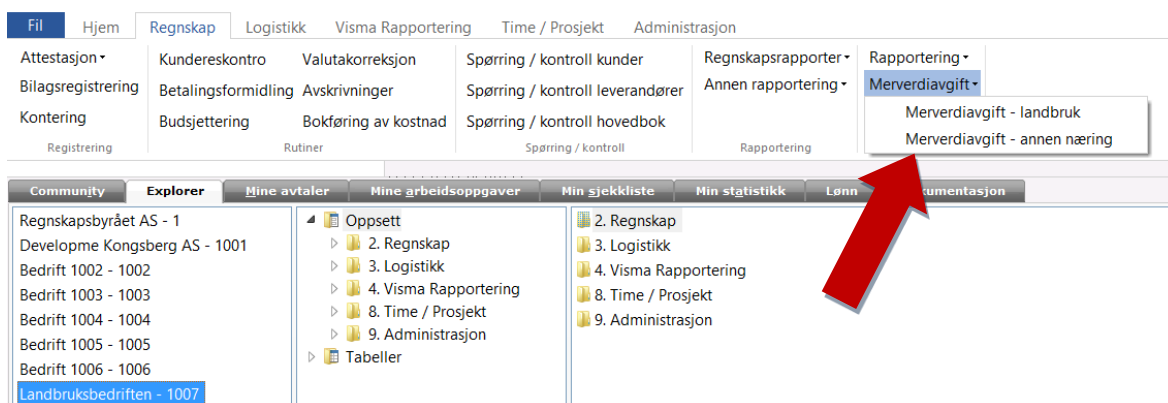 Fil Hjem Regnskap Logistikk Visma Rapportering Time / Prosjekt Administrasjon
Attestasjon Kundereskontro Valutakorreksjon Spørring / kontroll kunder Regnskapsrapporter Rapportering
Bilagsregistrering Betalingsformidling Avskrivninger Spørring / kontroll leverandører Annen rapportering Merverdiavgift
Kontering Budsjettering Bokføring av kostnad Spørring / kontroll hovedbok
Merverdiavgift - landbruk
Merverdiavgift - annen næring
Registrering Rutiner Spørring / kontroll Rapportering
Community Explorer Mine avtaler Mine arbeidsoppgaver Min sjekkliste Min statistikk Lønn
Regnskapsbyrået AS - 1
Developme Kongsberg AS - 1001
Bedrift 1002 - 1002
Bedrift 1003 - 1003
Bedrift 1004 - 1004
Bedrift 1005 - 1005
Bedrift 1006 - 1006
Landbruksbedriften - 1007
Oppsett
2. Regnskap
3. Logistikk
4. Visma Rapportering
8. Time / Prosjekt
9. Administrasjon
Tabeller
2. Regnskap
3. Logistikk
4. Visma Rapportering
8. Time / Prosjekt
9. Administrasjon